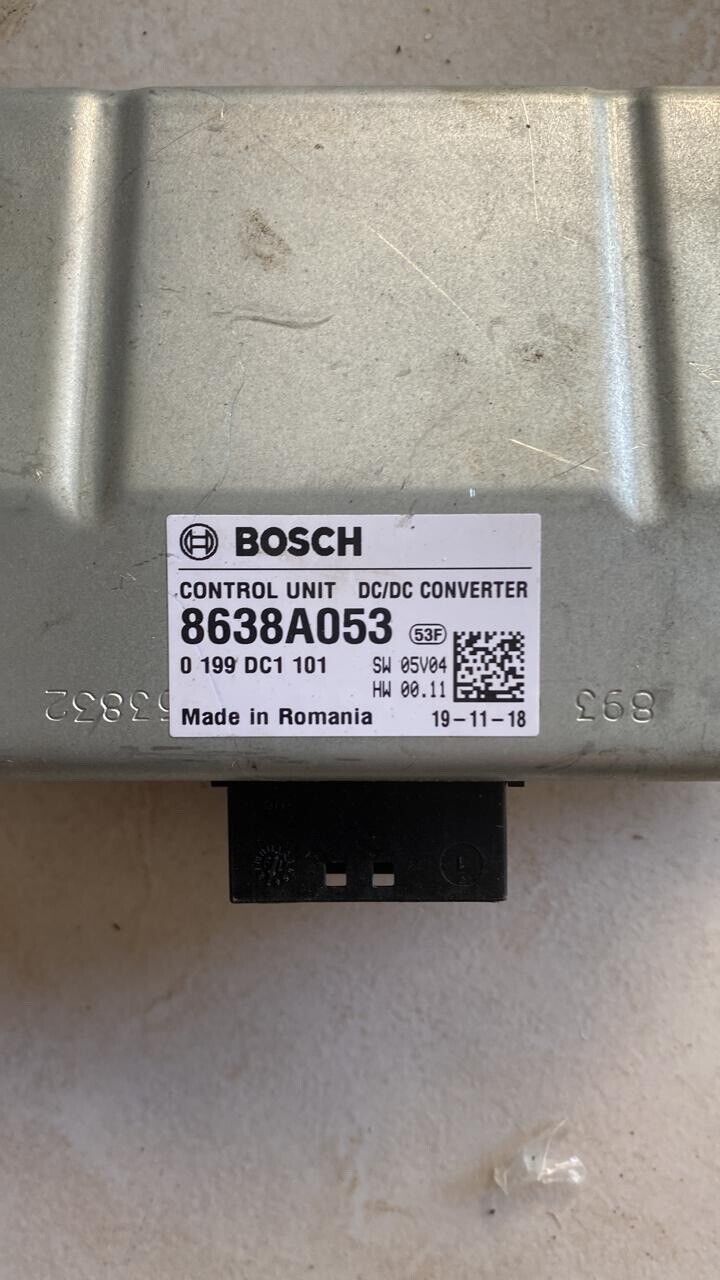 BOSCH
CONTROL UNIT DC/DC CONVERTER
8638A053 53F
0 199 DC1 101 SW 05V04
HW 00.11
Made in Romania 19-11-18
893